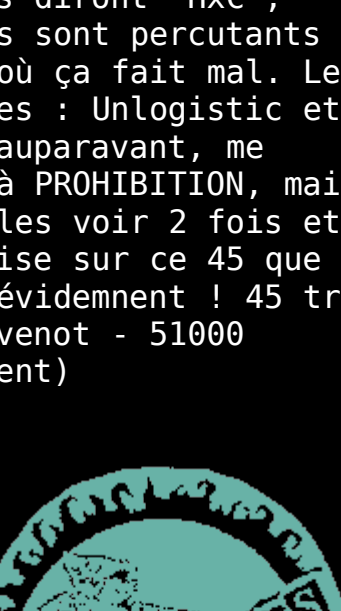 s diront "HxC",
s sont percutants
où ça fait mal. Le
es : Unlogistic et
auparavant, me
à PROHIBITION, mai
les voir 2 fois et
ise sur ce 45 que
évidemnent ! 45 tr
venot - 51000
ent)